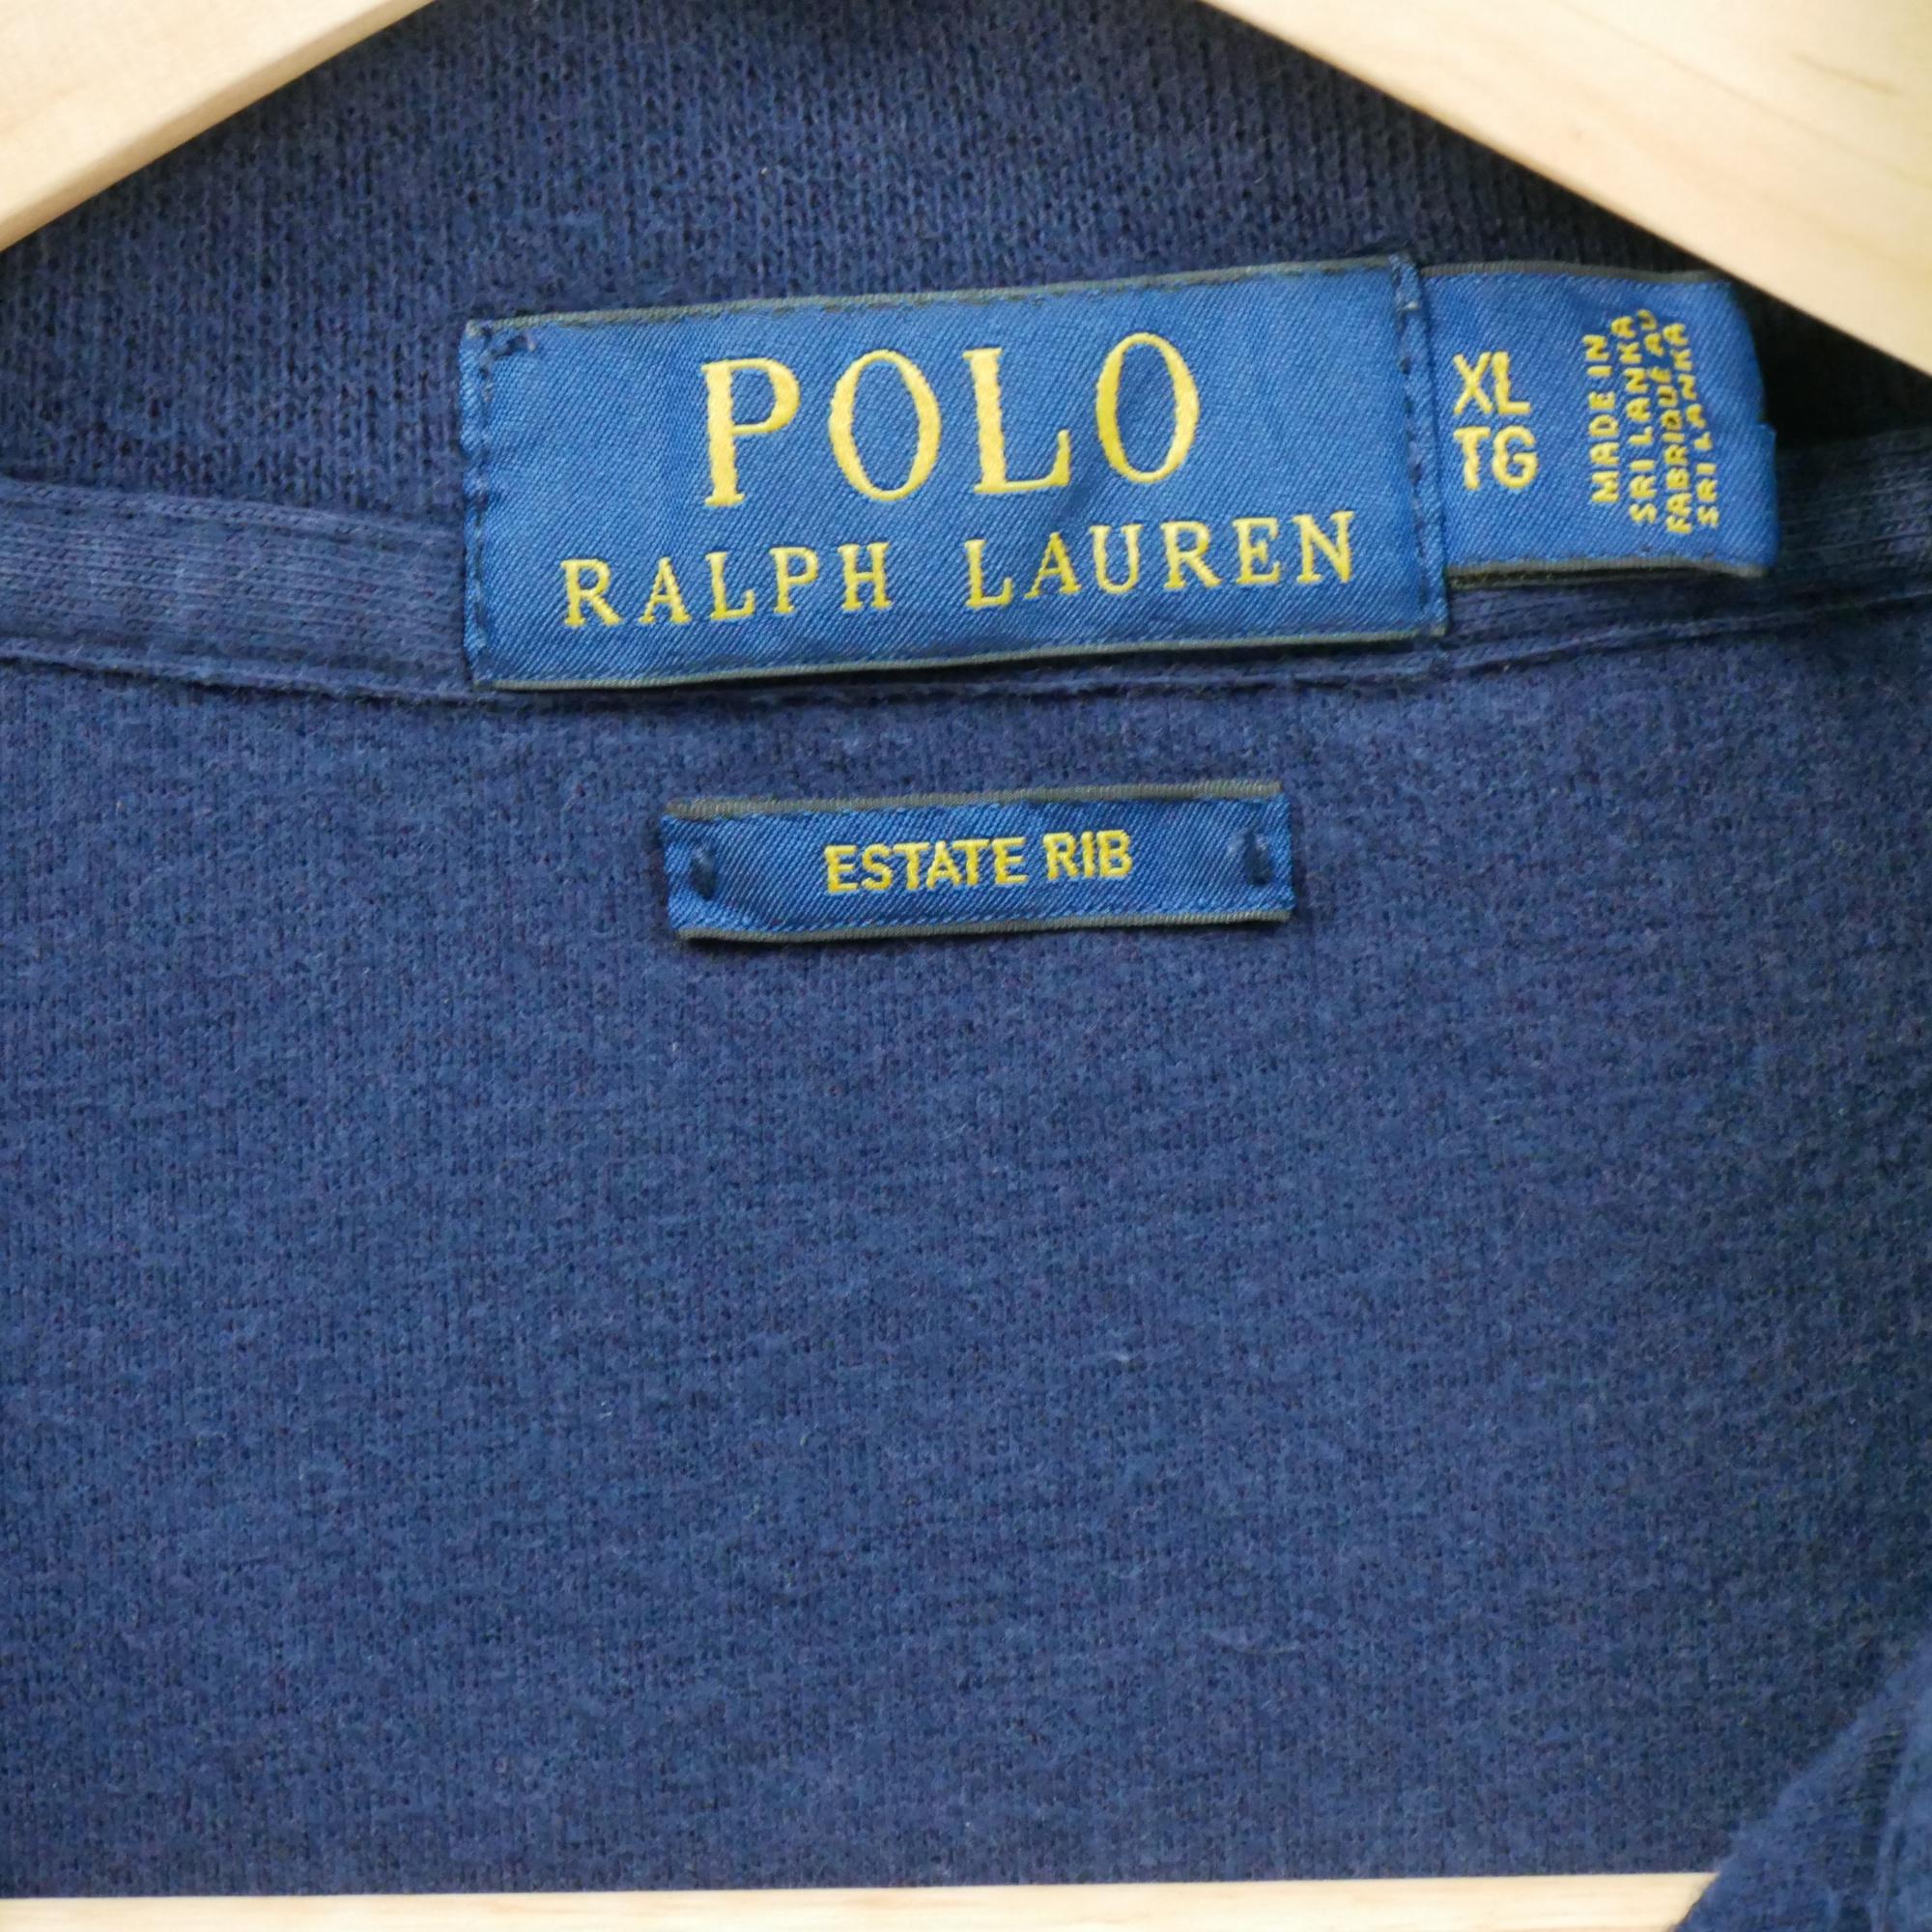 POLO
RALPH LAUREN
XL
TG
MADE IN
SRI LANKA
FABRIQUÉ AU
SRI LANKA
ESTATE RIB